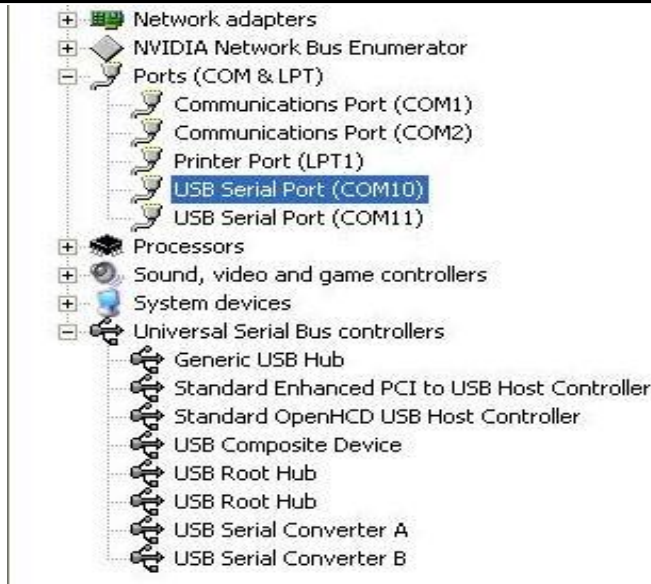 Network adapters
NVIDIA Network Bus Enumerator
Ports (COM & LPT)
Communications Port (COM1)
Communications Port (COM2)
Printer Port (LPT1)
USB Serial Port (COM10)
USB Serial Port (COM11)
Processors
Sound, video and game controllers
System devices
Universal Serial Bus controllers
Generic USB Hub
Standard Enhanced PCI to USB Host Controller
Standard OpenHCD USB Host Controller
USB Composite Device
USB Root Hub
USB Root Hub
USB Serial Converter A
USB Serial Converter B